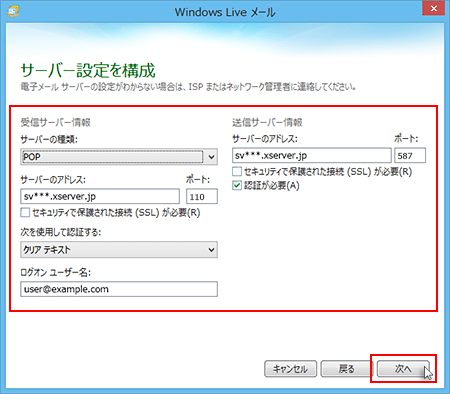 Windows Live メール
サーバー設定を構成
電子メール サーバーの設定がわからない場合は、ISP またはネットワーク管理者に連絡してください。
受信サーバー情報
サーバーの種類:
POP
サーバーのアドレス: ポート:
sv***.xserver.jp 110
セキュリティで保護された接続 (SSL) が必要(R)
次を使用して認証する:
クリア テキスト
ログオン ユーザー名:
user@example.com
送信サーバー情報
サーバーのアドレス: ポート:
sv***.xserver.jp 587
セキュリティで保護された接続 (SSL) が必要(R)
認証が必要(A)
キャンセル 戻る 次へ